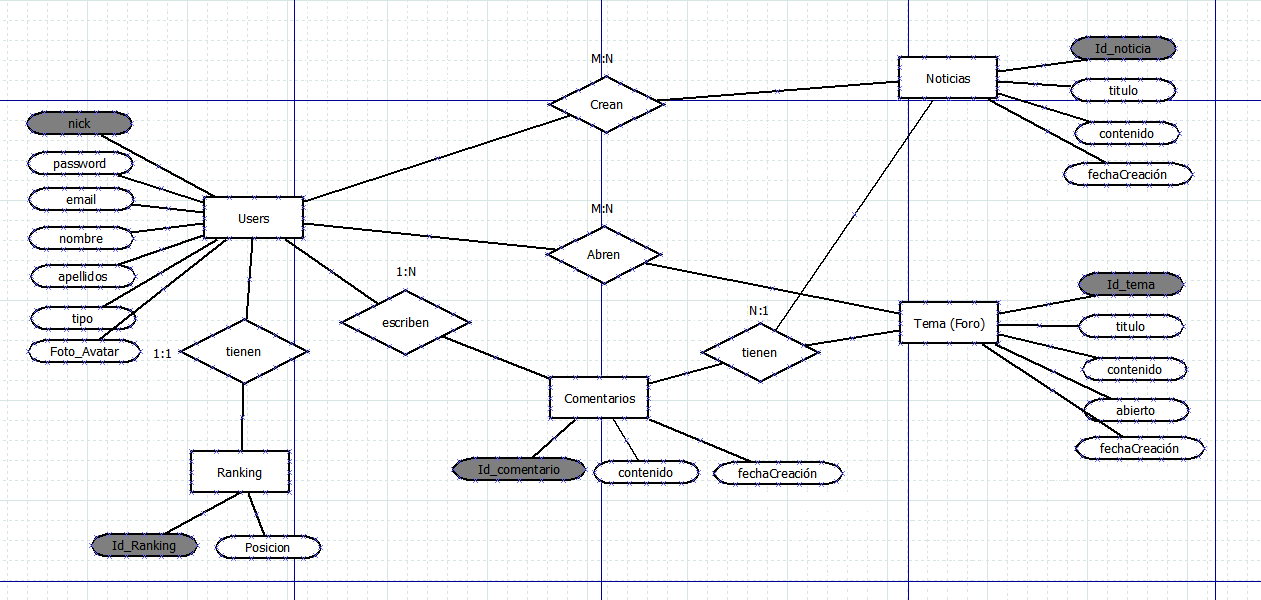 M:N
Crean
Noticias
Id_noticia
titulo
contenido
fechaCreación
nick
password
email
nombre
apellidos
tipo
Foto_Avatar
Users
M:N
Abren
1:N
escriben
N:1
tienen
Tema (Foro)
Id_tema
titulo
contenido
abierto
fechaCreación
1:1
tienen
Comentarios
Id_comentario
contenido
fechaCreación
Ranking
Id_Ranking
Posicion